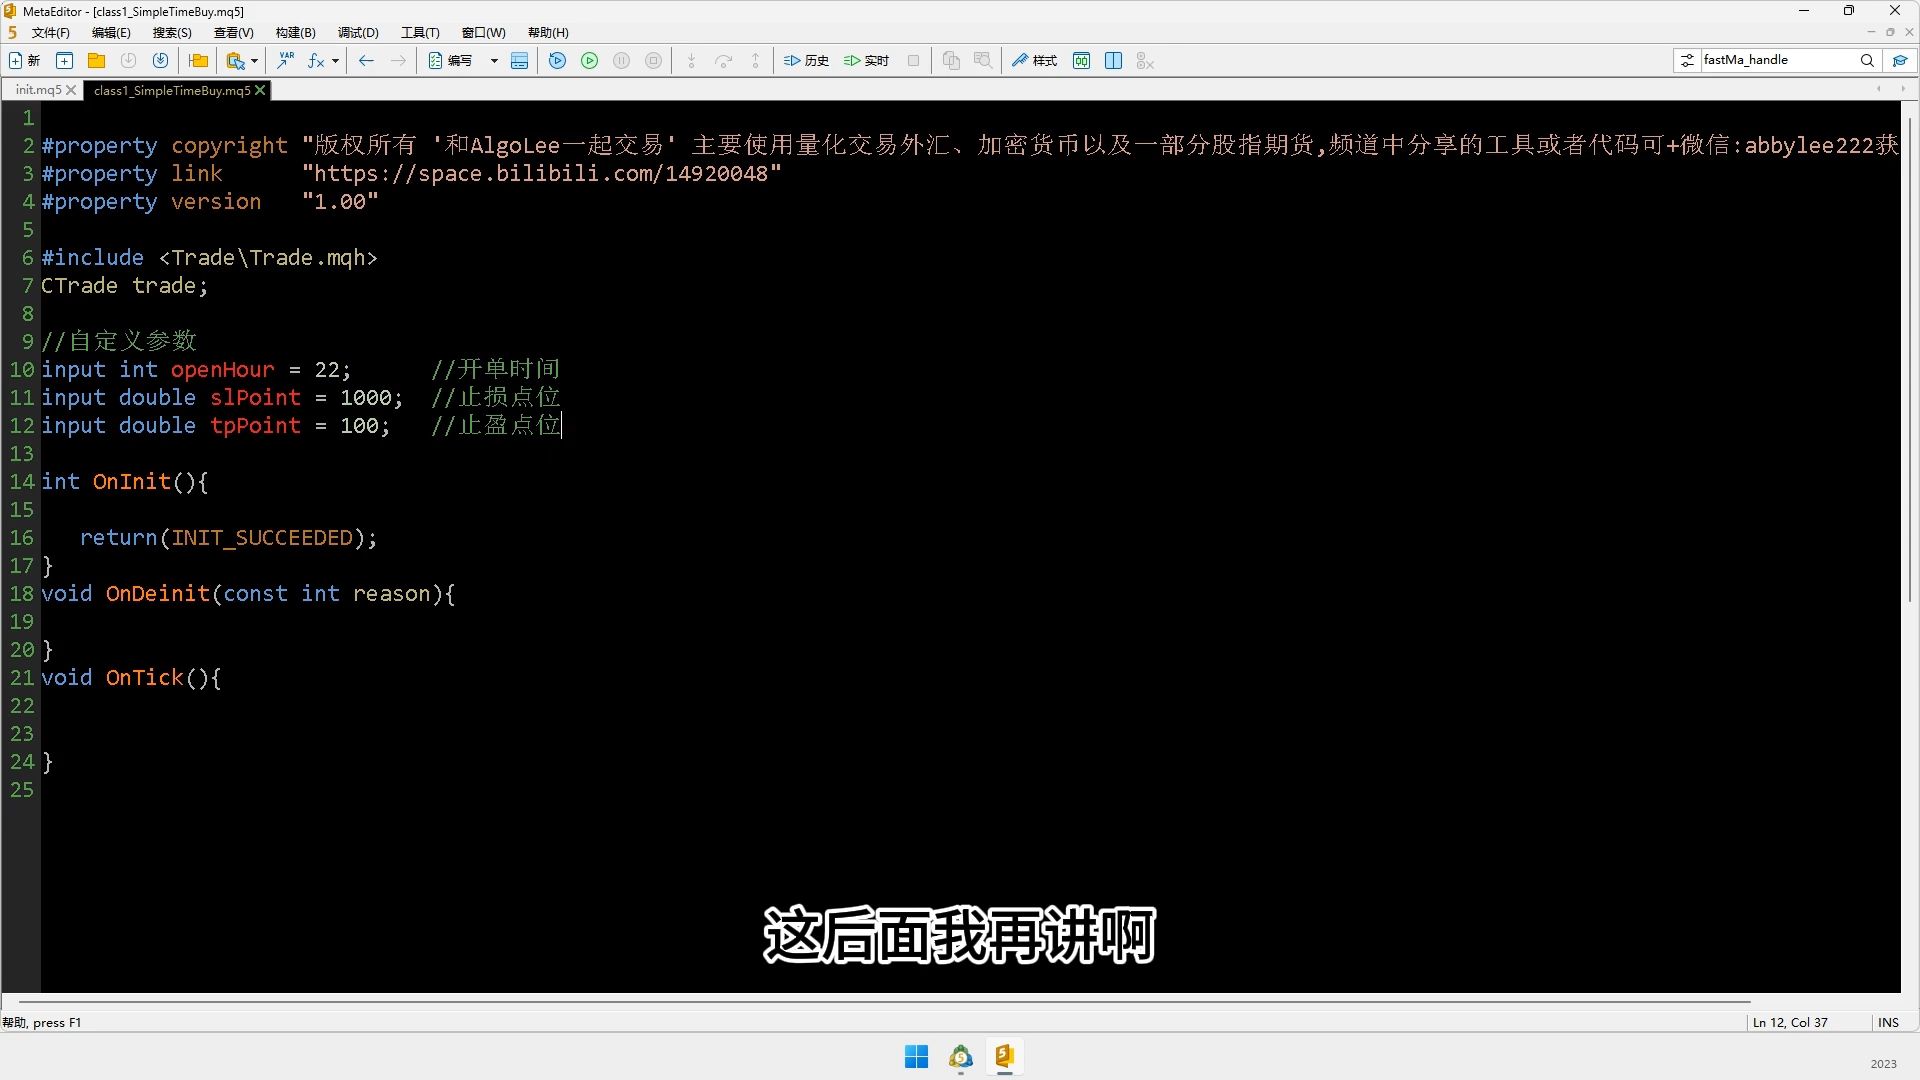 MetaEditor - [class1_SimpleTimeBuy.mq5]
文件(F) 编辑(E) 搜索(S) 查看(V) 构建(B) 调试(D) 工具(T) 窗口(W) 帮助(H)
新 编写 历史 实时 样式 fastMa_handle
init.mq5 class1_SimpleTimeBuy.mq5
1
2 #property copyright "版权所有 '和AlgoLee一起交易' 主要使用量化交易外汇、加密货币以及一部分股指期货,频道中分享的工具或者代码可+微信:abbylee222获
3 #property link "https://space.bilibili.com/14920048"
4 #property version "1.00"
5
6 #include <Trade\Trade.mqh>
7 CTrade trade;
8
9 //自定义参数
10 input int openHour = 22; //开单时间
11 input double slPoint = 1000; //止损点位
12 input double tpPoint = 100; //止盈点位
13
14 int OnInit(){
15
16 return(INIT_SUCCEEDED);
17 }
18 void OnDeinit(const int reason){
19
20 }
21 void OnTick(){
22
23
24 }
25
这后面我再讲啊
帮助, press F1 Ln 12, Col 37 INS
2023